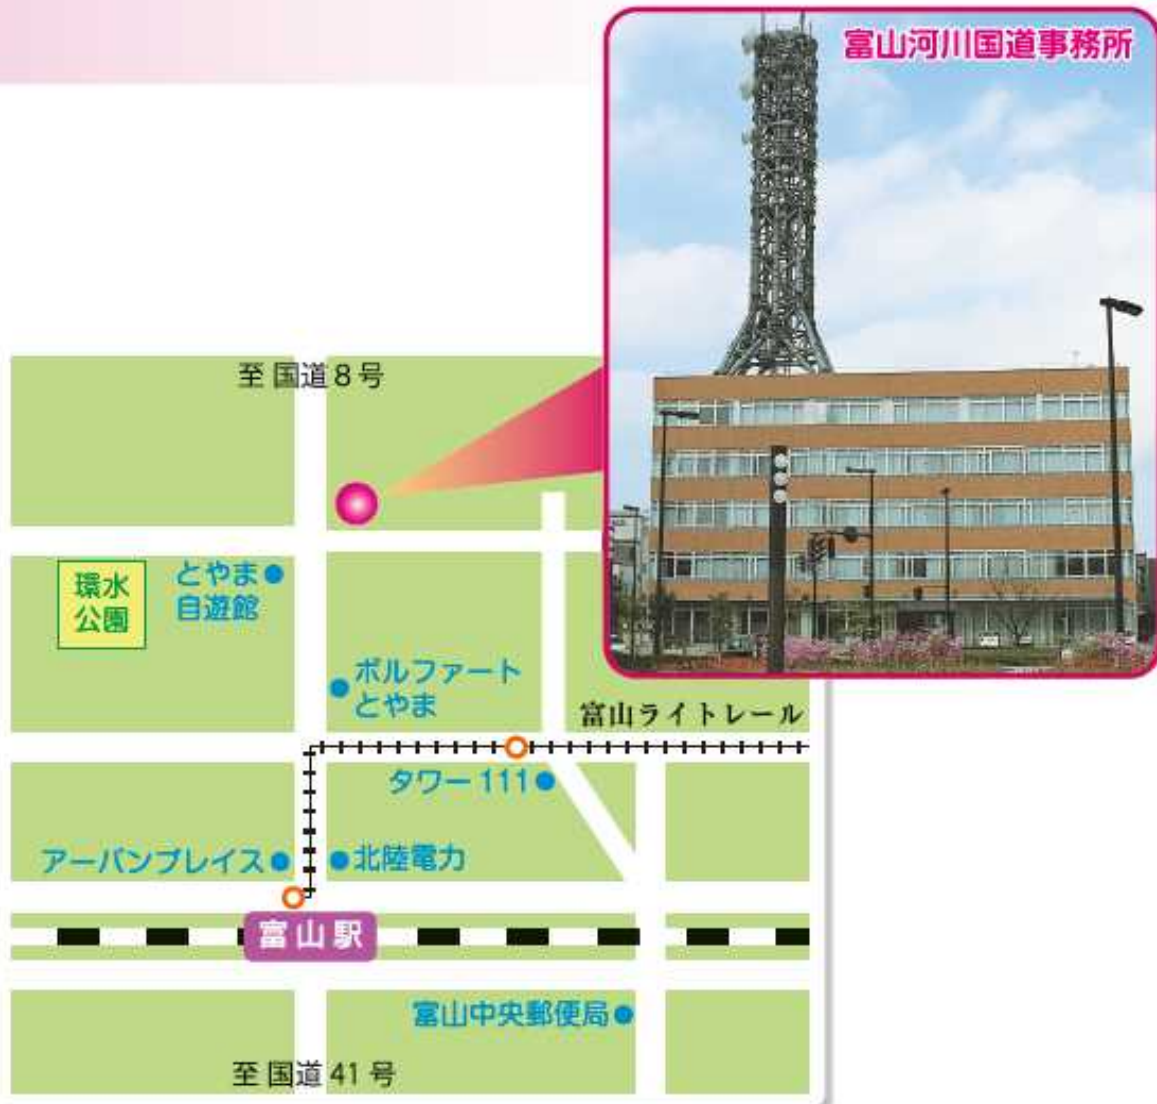 富山河川国道事務所
至 国道 8 号
環水
公園
とやま
自遊館
ボルファート
とやま
富山ライトレール
タワー 111
アーバンプレイス
北陸電力
富山駅
富山中央郵便局
至 国道 41 号